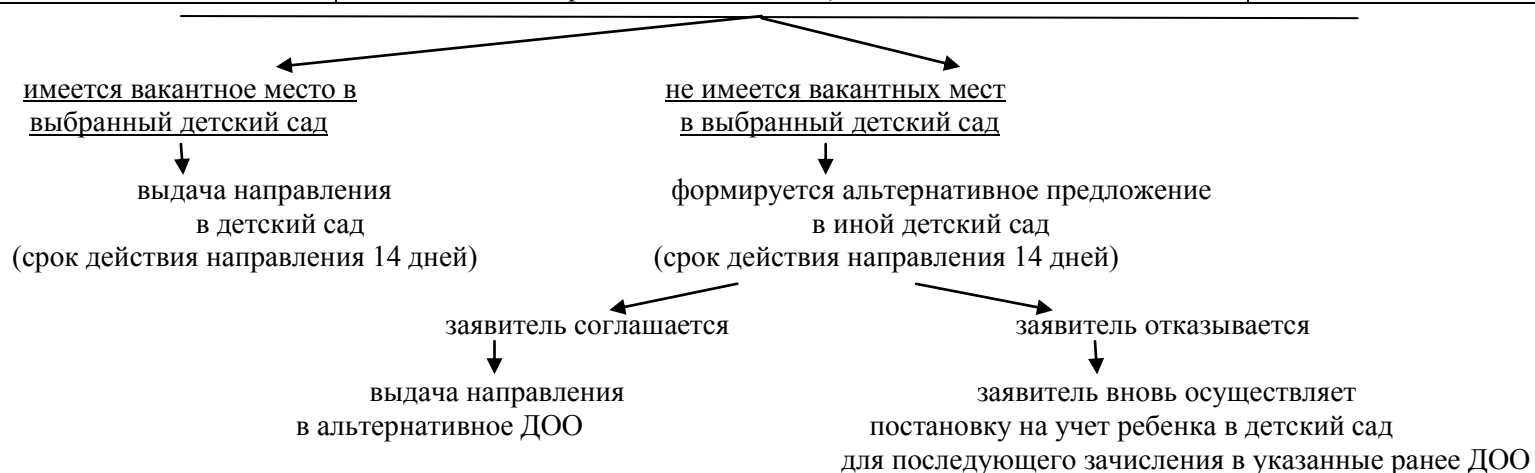 имеется вакантное место в
выбранный детский сад
выдача направления
в детский сад
(срок действия направления 14 дней)
не имеется вакантных мест
в выбранный детский сад
формируется альтернативное предложение
в иной детский сад
(срок действия направления 14 дней)
заявитель соглашается
выдача направления
в альтернативное ДОО
заявитель отказывается
заявитель вновь осуществляет
постановку на учет ребенка в детский сад
для последующего зачисления в указанные ранее ДОО